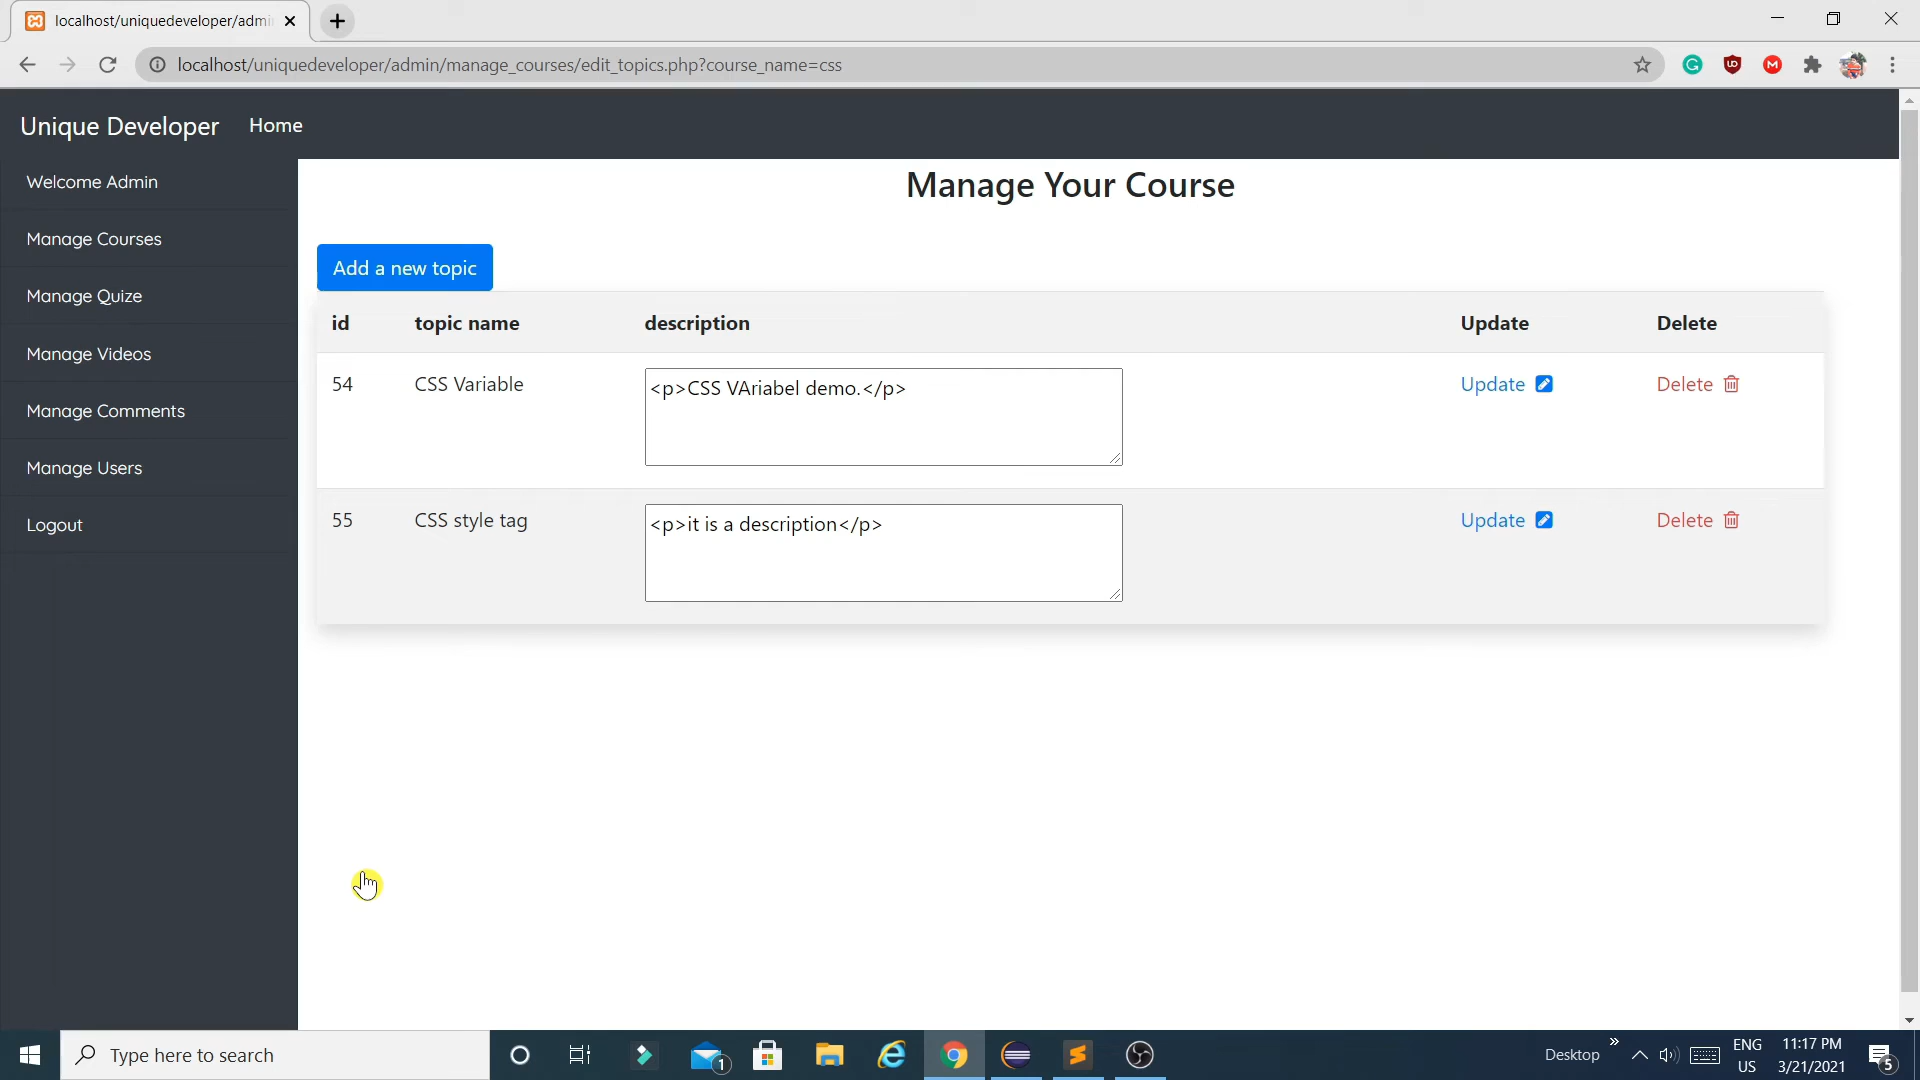 localhost/uniquedeveloper/admi
localhost/uniquedeveloper/admin/manage_courses/edit_topics.php?course_name=css
Unique Developer Home
Welcome Admin
Manage Courses
Manage Quize
Manage Videos
Manage Comments
Manage Users
Logout
Manage Your Course
Add a new topic
id topic name description Update Delete
54 CSS Variable <p>CSS VAriabel demo.</p> Update Delete
55 CSS style tag <p>it is a description</p> Update Delete
Type here to search
1
Desktop
ENG
US
11:17 PM
3/21/2021
5